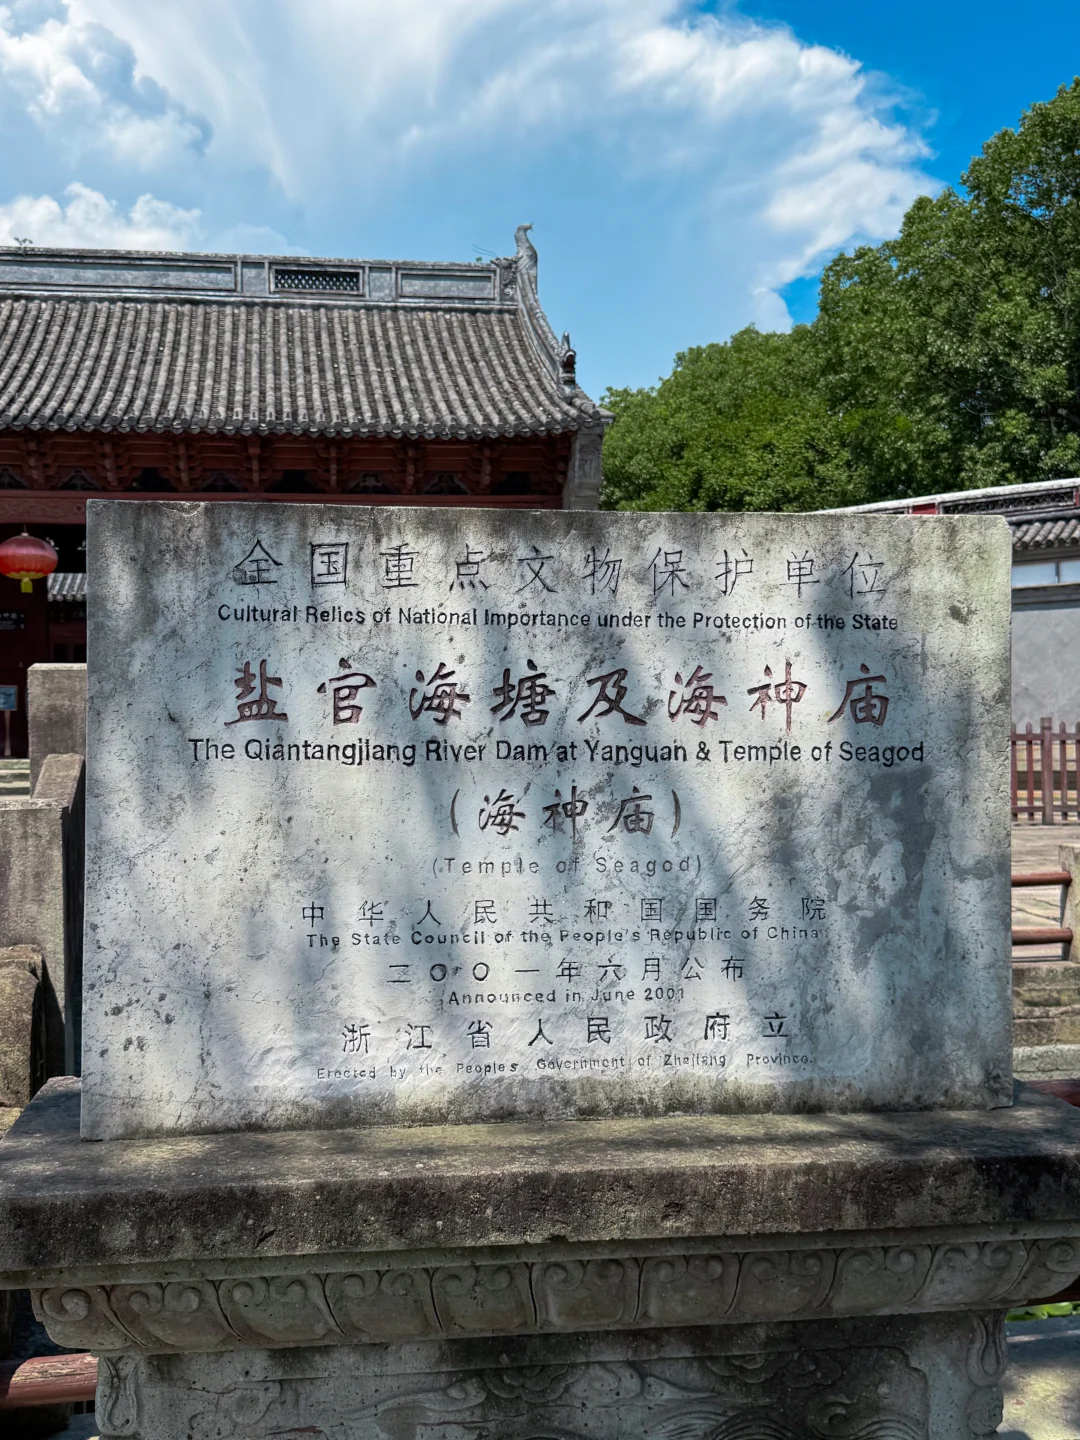 全国重点文物保护单位
Cultural Relics of National Importance under the Protection of the State
盐官海塘及海神庙
The Qiantangjiang River Dam at Yanguan & Temple of Seagod
(海神庙)
(Temple of Seagod)
中华人民共和国国务院
The State Council of the People's Republic of China
二〇〇一年六月公布
Announced in June 2001
浙江省人民政府立
Erected by the People's Government of Zhejiang Province.